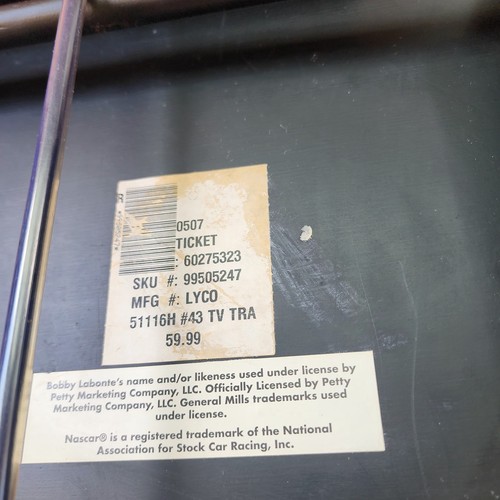 0507
TICKET
: 60275323
SKU #: 99505247
MFG #: LYCO
51116H #43 TV TRA
59.99
Bobby Labonte's name and/or likeness used under license by
Petty Marketing Company, LLC. Officially Licensed by Petty
Marketing Company, LLC. General Mills trademarks used
under license.
Nascar® is a registered trademark of the National
Association for Stock Car Racing, Inc.